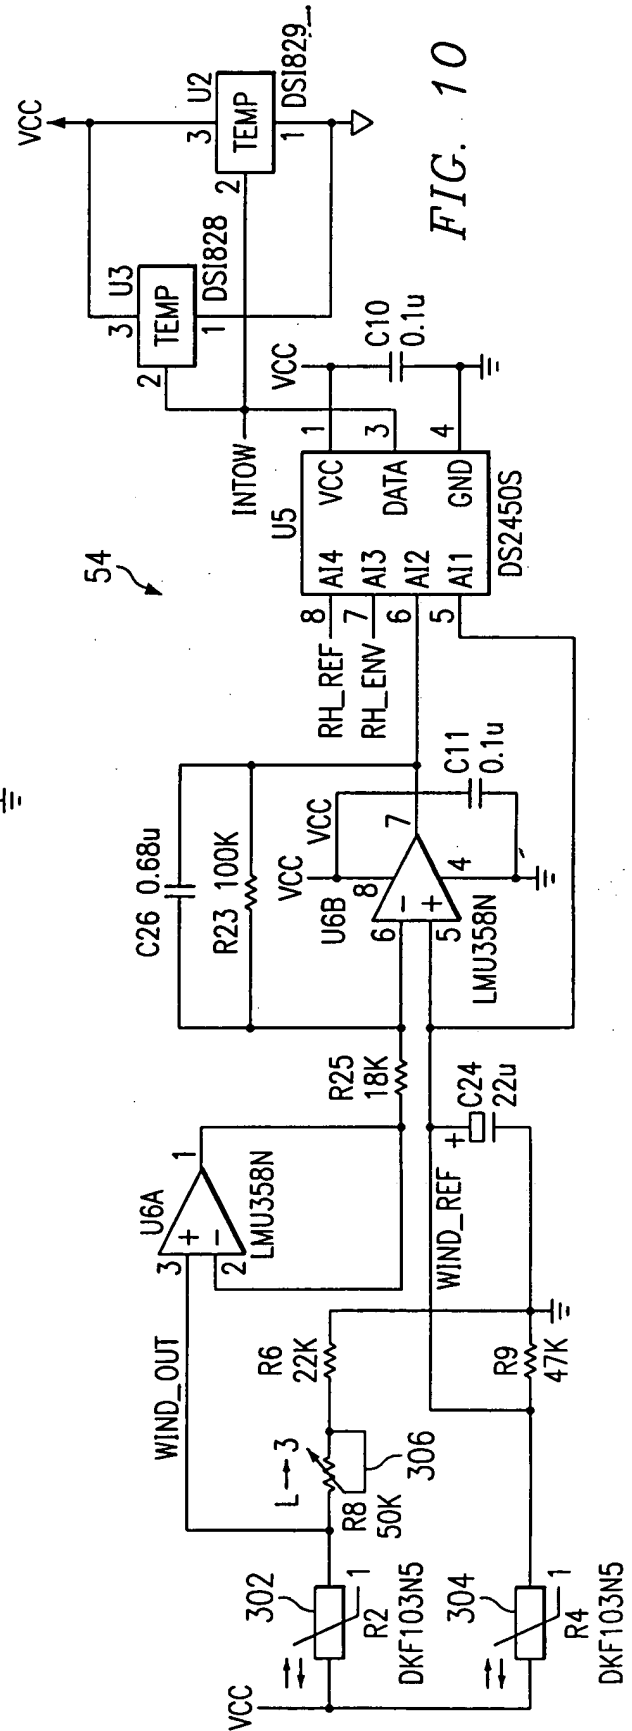 VCC
302
R2
DKF103N5
1
304
R4
DKF103N5
1
WIND_OUT
L
3
R8
50K
306
R6
22K
R9
47K
WIND_REF
3
2
+
−
1
U6A
LMU358N
R25
18K
+
C24
22u
C26 0.68u
R23 100K
VCC
VCC
U6B
8
6
5
−
+
7
4
LMU358N
C11
0.1u
54
RH_REF
RH_ENV
8
7
6
5
U5
AI4
AI3
AI2
AI1
VCC
DATA
GND
DS2450S
1
3
4
INTOW
VCC
C10
0.1u
2
U3
3
TEMP
1
DSI828
VCC
2
U2
3
TEMP
1
DSI829
FIG. 10